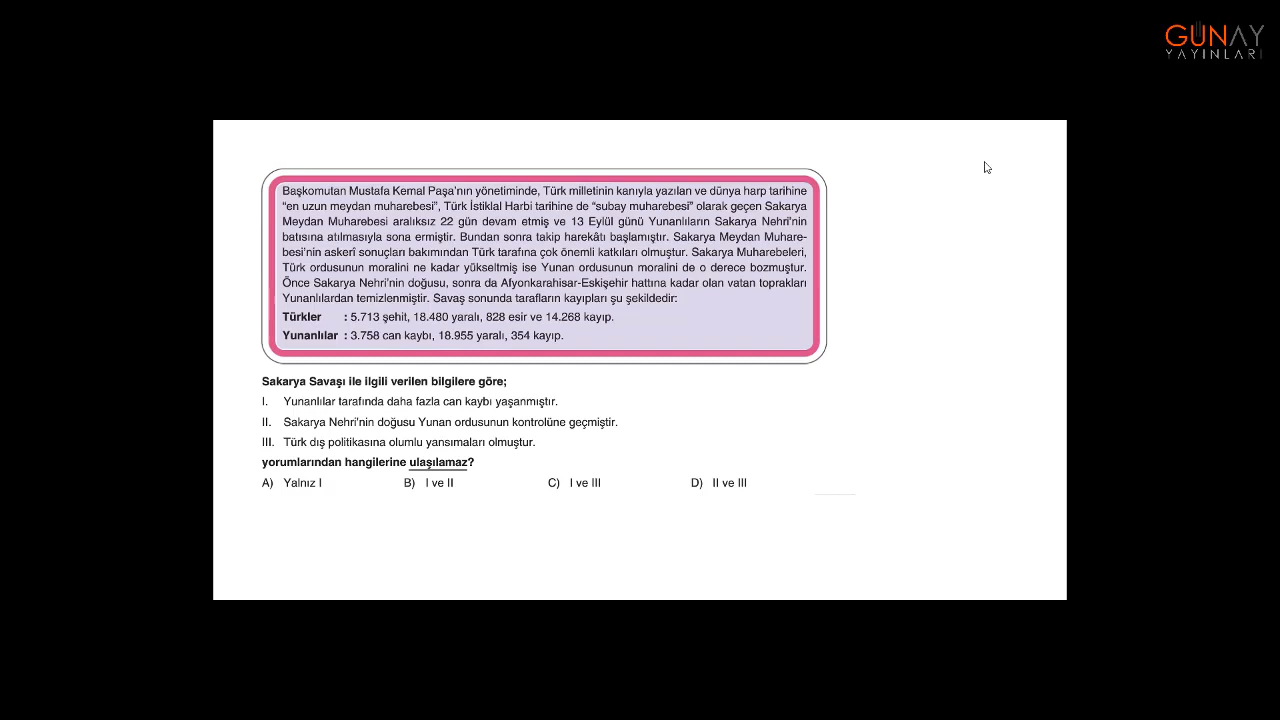 GÜNAY
YAYINLARI
Başkomutan Mustafa Kemal Paşa'nın yönetiminde, Türk milletinin kanıyla yazılan ve dünya harp tarihine
"en uzun meydan muharebesi", Türk İstiklal Harbi tarihine de "subay muharebesi" olarak geçen Sakarya
Meydan Muharebesi aralıksız 22 gün devam etmiş ve 13 Eylül günü Yunanlıların Sakarya Nehri'nin
batısına atılmasıyla sona ermiştir. Bundan sonra takip harekâtı başlamıştır. Sakarya Meydan Muhare-
besi'nin askerî sonuçları bakımından Türk tarafına çok önemli katkıları olmuştur. Sakarya Muharebeleri,
Türk ordusunun moralini ne kadar yükseltmiş ise Yunan ordusunun moralini de o derece bozmuştur.
Önce Sakarya Nehri'nin doğusu, sonra da Afyonkarahisar-Eskişehir hattına kadar olan vatan toprakları
Yunanlılardan temizlenmiştir. Savaş sonunda tarafların kayıpları şu şekildedir:
Türkler : 5.713 şehit, 18.480 yaralı, 828 esir ve 14.268 kayıp.
Yunanlılar : 3.758 can kaybı, 18.955 yaralı, 354 kayıp.
Sakarya Savaşı ile ilgili verilen bilgilere göre;
I. Yunanlılar tarafında daha fazla can kaybı yaşanmıştır.
II. Sakarya Nehri'nin doğusu Yunan ordusunun kontrolüne geçmiştir.
III. Türk dış politikasına olumlu yansımaları olmuştur.
yorumlarından hangilerine ulaşılamaz?
A) Yalnız I B) I ve II C) I ve III D) II ve III